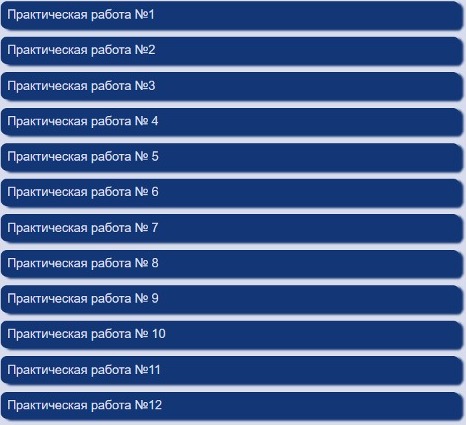 Практическая работа №1
Практическая работа №2
Практическая работа №3
Практическая работа № 4
Практическая работа № 5
Практическая работа № 6
Практическая работа № 7
Практическая работа № 8
Практическая работа № 9
Практическая работа № 10
Практическая работа №11
Практическая работа №12